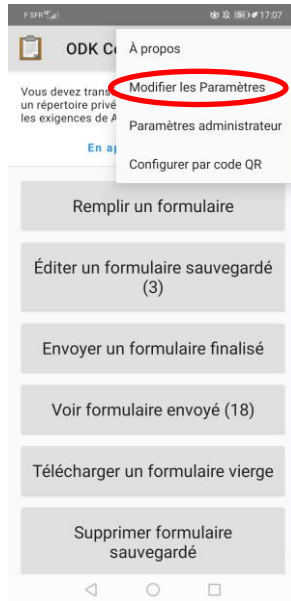 F SFR 17:07
ODK Co
À propos
Modifier les Paramètres
Paramètres administrateur
Configurer par code QR
Vous devez trans
un répertoire privé
les exigences de A
En ap
Remplir un formulaire
Éditer un formulaire sauvegardé
(3)
Envoyer un formulaire finalisé
Voir formulaire envoyé (18)
Télécharger un formulaire vierge
Supprimer formulaire
sauvegardé